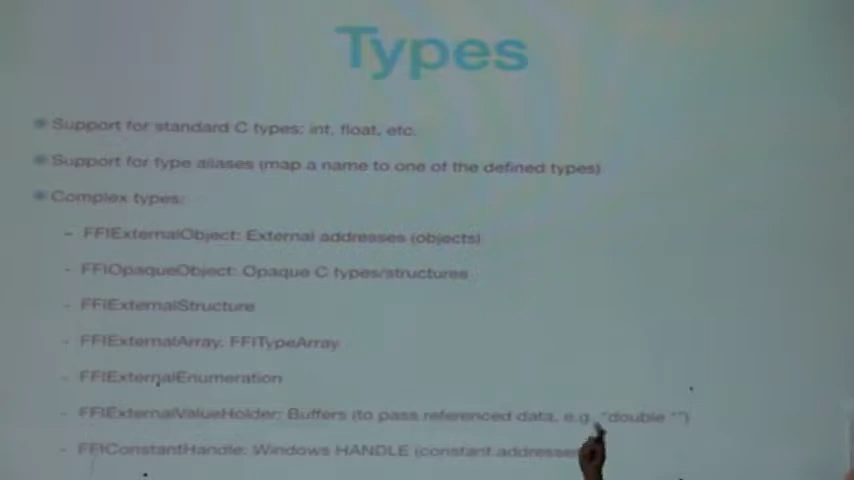 Types
Support for standard C types: int, float, etc.
Support for type aliases (map a name to one of the defined types)
Complex types:
- FFIExternalObject: External addresses (objects)
- FFIOpaqueObject: Opaque C types/structures
- FFIExternalStructure
- FFIExternalArray, FFITypeArray
- FFIExternalEnumeration
- FFIExternalValueHolder: Buffers (to pass referenced data, e.g. "double *")
- FFIConstantHandle: Windows HANDLE (constant addresses